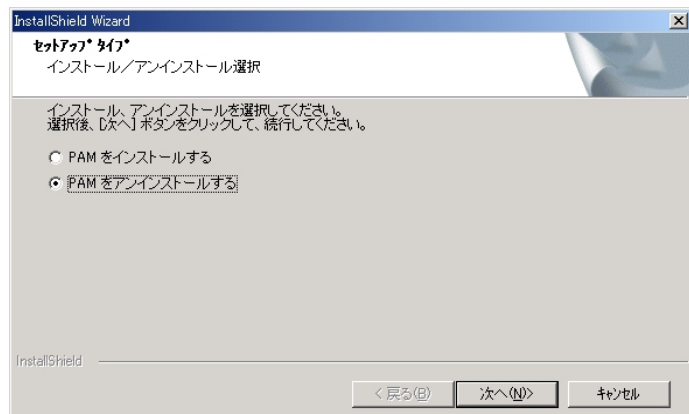 InstallShield Wizard
セットアップ タイプ
インストール／アンインストール選択
インストール、アンインストールを選択してください。
選択後、[次へ] ボタンをクリックして、続行してください。
PAM をインストールする
PAM をアンインストールする
InstallShield
< 戻る(B)
次へ(N)>
キャンセル